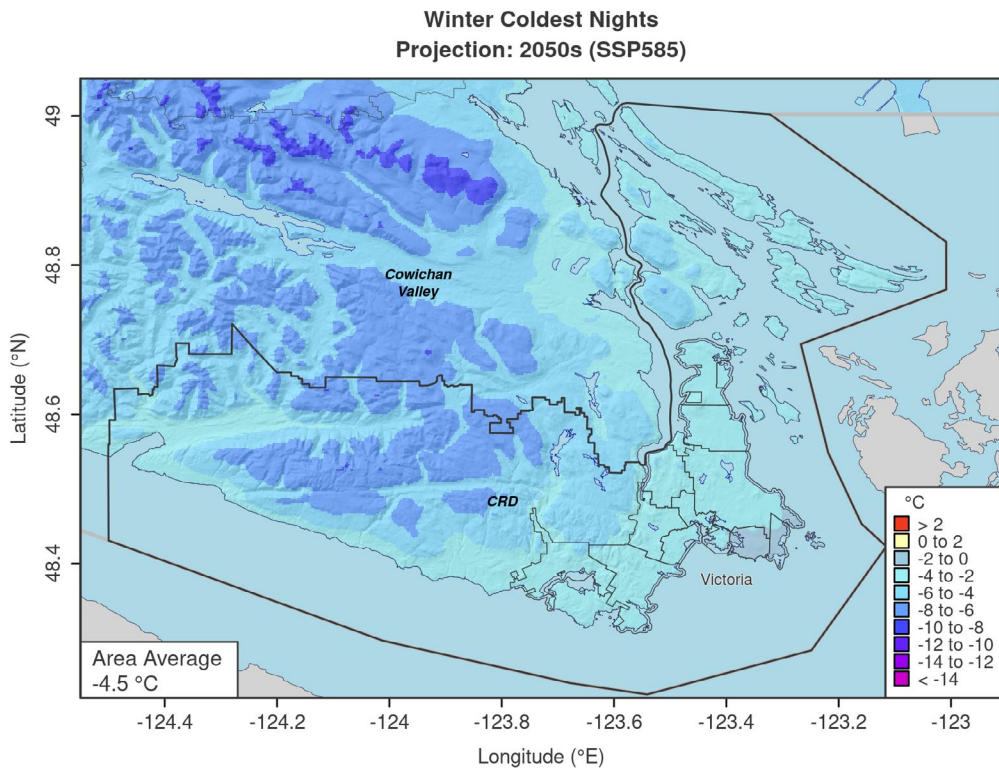 Winter Coldest Nights
Projection: 2050s (SSP585)
49
48.8
48.6
48.4
Latitude (°N)
Cowichan
Valley
CRD
Victoria
Area Average
-4.5 °C
°C
> 2
0 to 2
-2 to 0
-4 to -2
-6 to -4
-8 to -6
-10 to -8
-12 to -10
-14 to -12
< -14
-124.4
-124.2
-124
-123.8
-123.6
-123.4
-123.2
-123
Longitude (°E)